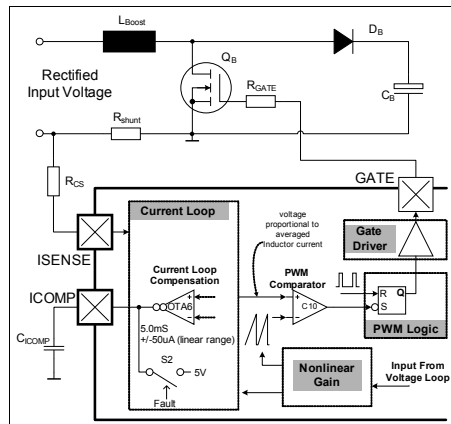 LBoost
DB
Rectified
Input Voltage
QB
RGATE
CB
Rshunt
RCS
GATE
Current Loop
voltage
proportional to
averaged
Inductor current
Gate
Driver
ISENSE
Current Loop
Compensation
PWM
Comparator
ICOMP
OTA6
C10
R
Q
S
PWM Logic
5.0mS
+/-50uA (linear range)
CICOMP
S2
5V
Fault
Nonlinear
Gain
Input From
Voltage Loop